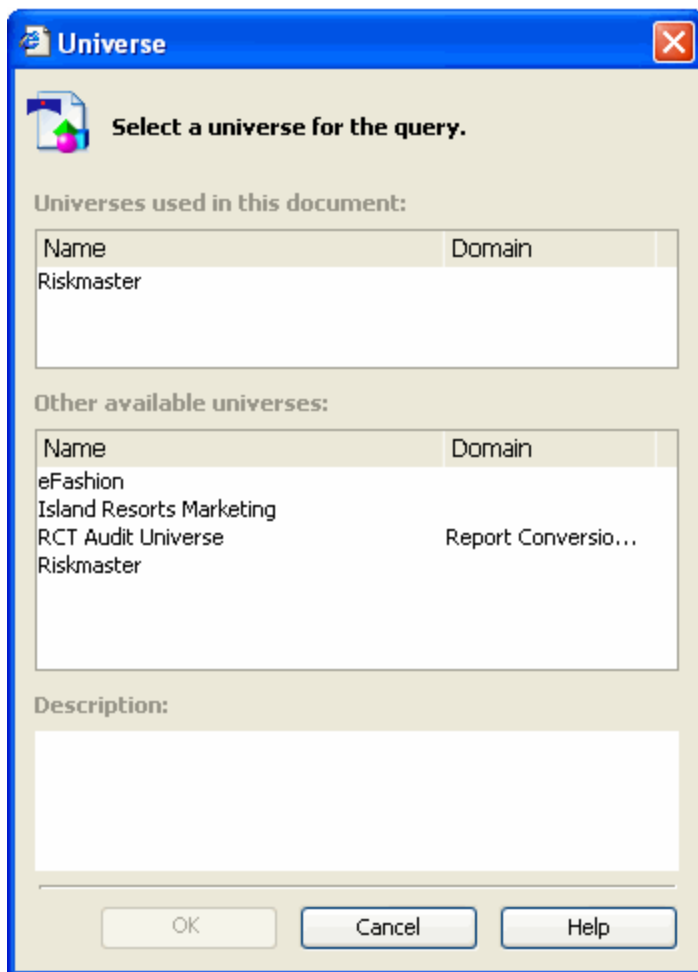 Universe
Select a universe for the query.
Universes used in this document:
Name Domain
Riskmaster
Other available universes:
Name Domain
eFashion
Island Resorts Marketing
RCT Audit Universe Report Conversio...
Riskmaster
Description:
OK Cancel Help